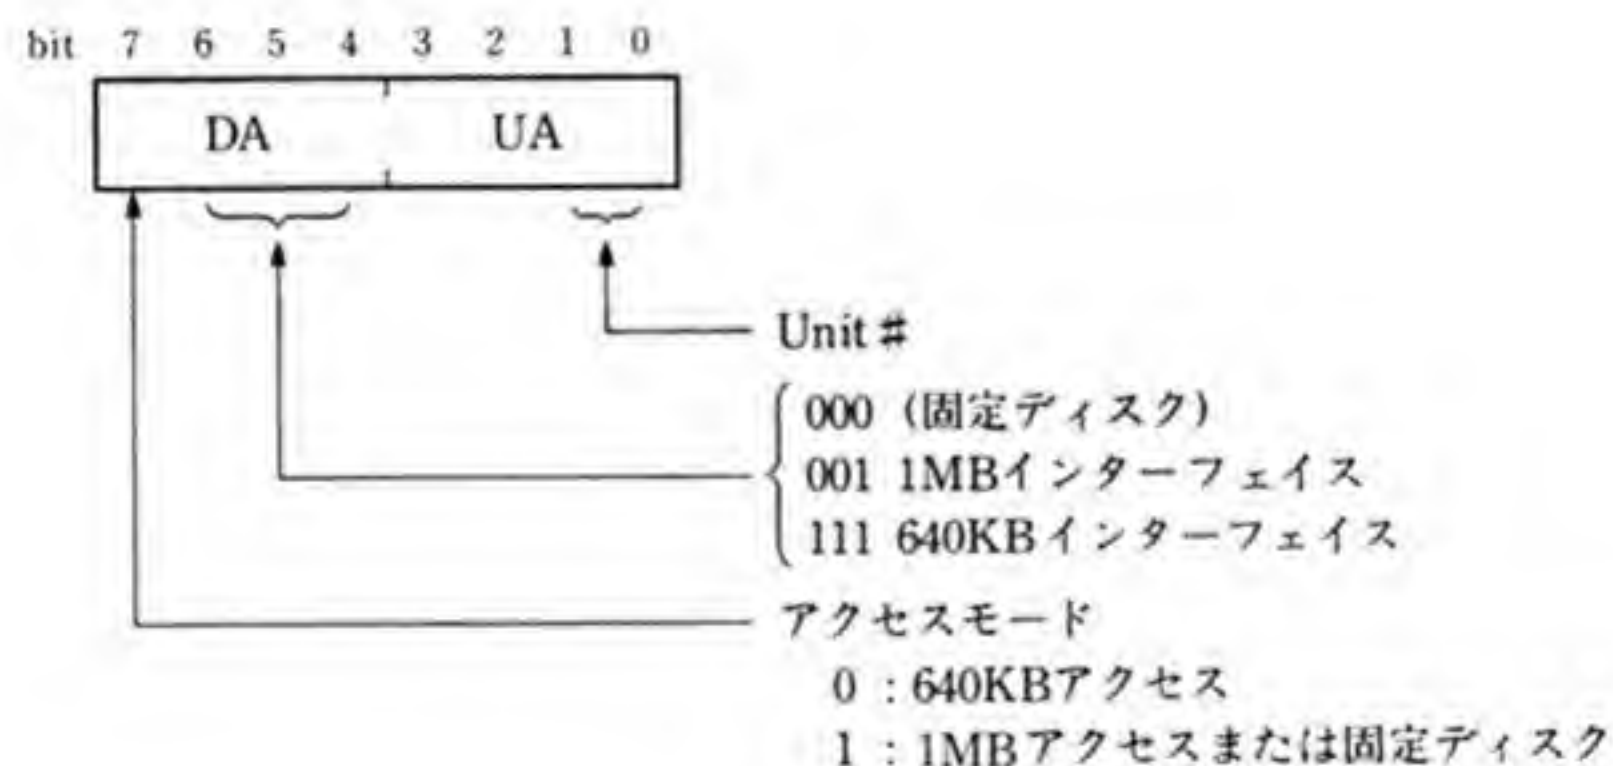 bit 7 6 5 4 3 2 1 0
DA UA
Unit #
000 (固定ディスク)
001 1MBインターフェイス
111 640KBインターフェイス
アクセスモード
0 : 640KBアクセス
1 : 1MBアクセスまたは固定ディスク